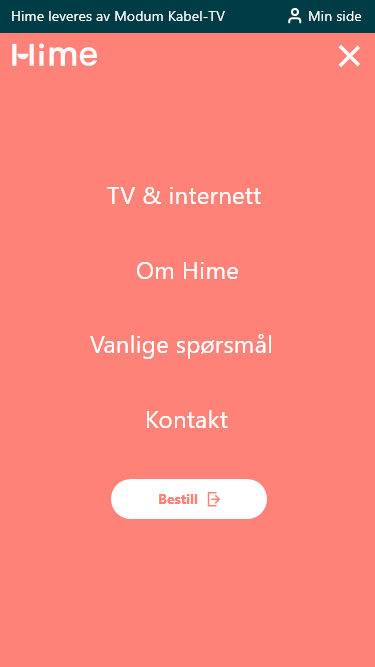 Hime leveres av Modum Kabel-TV
Min side
Hime
TV & internett
Om Hime
Vanlige spørsmål
Kontakt
Bestill